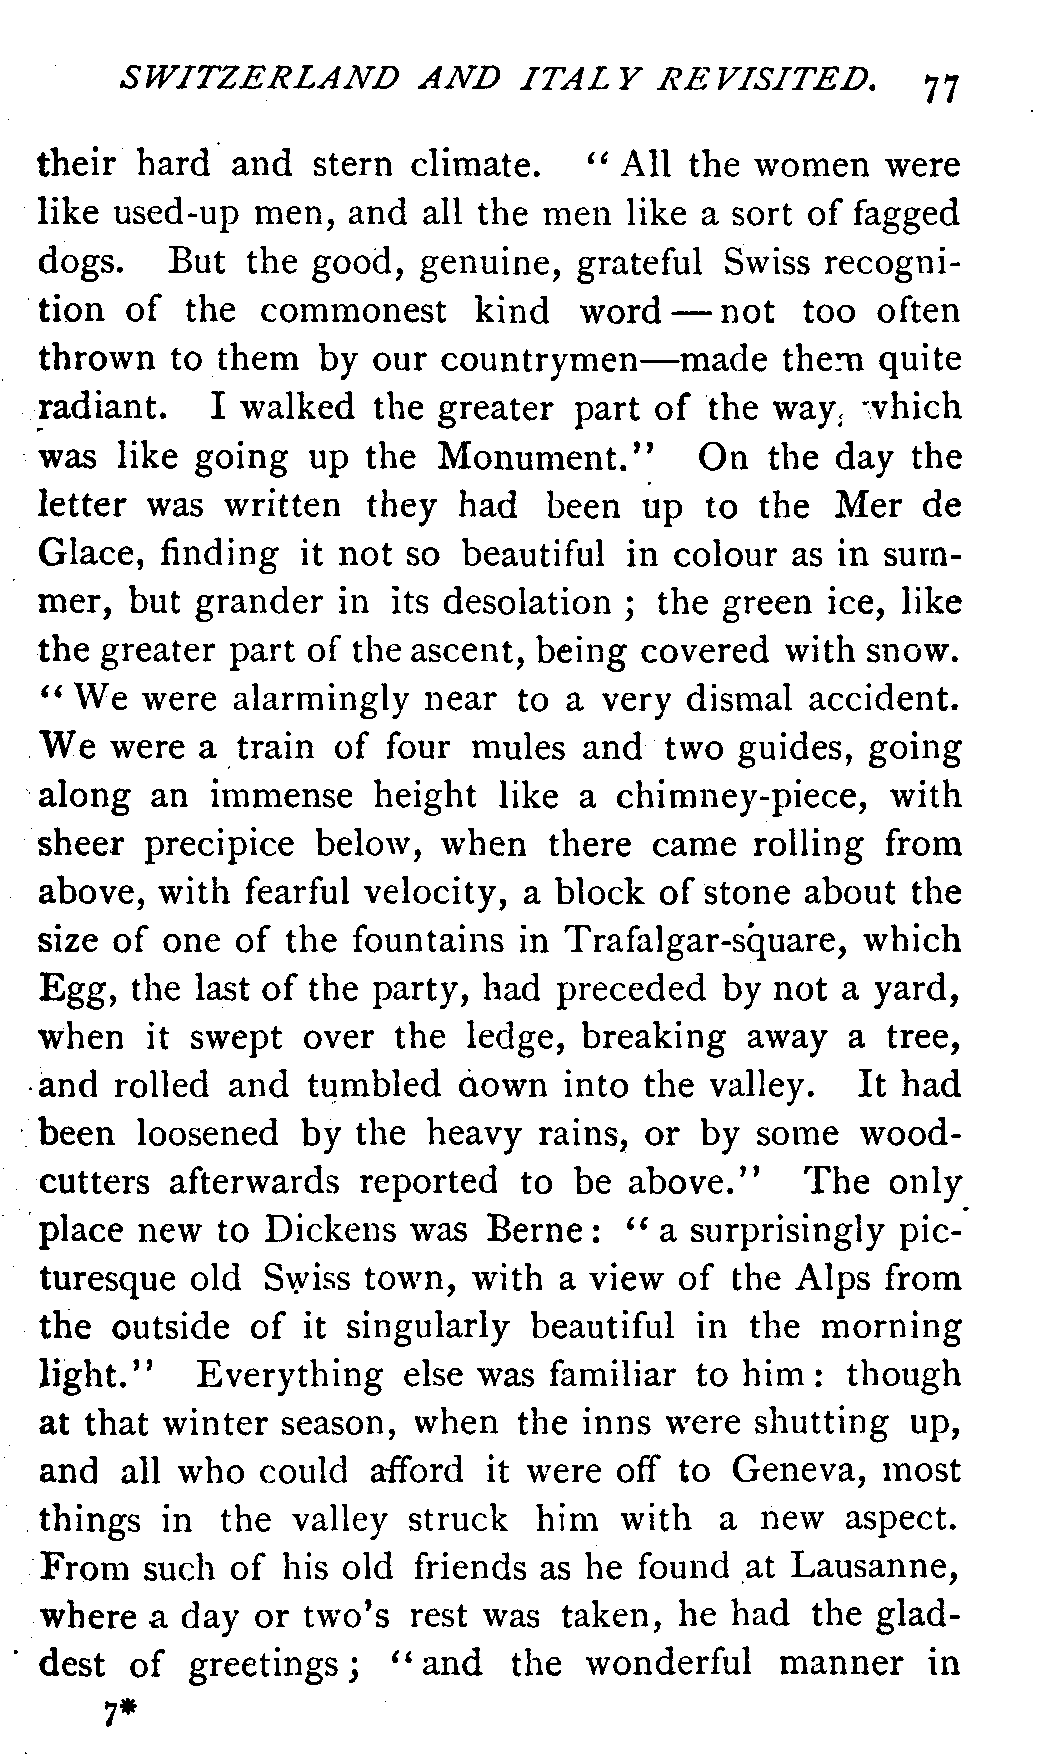 SWITZERLAND AND ITALY REVISITED. 77
their hard and stern climate. “ All the women were
like used-up men, and all the men like a sort of fagged
dogs. But the good, genuine, grateful Swiss recogni-
tion of the commonest kind word — not too often
thrown to them by our countrymen—made them quite
radiant. I walked the greater part of the way, which
was like going up the Monument.” On the day the
letter was written they had been up to the Mer de
Glace, finding it not so beautiful in colour as in sum-
mer, but grander in its desolation ; the green ice, like
the greater part of the ascent, being covered with snow.
“ We were alarmingly near to a very dismal accident.
We were a train of four mules and two guides, going
along an immense height like a chimney-piece, with
sheer precipice below, when there came rolling from
above, with fearful velocity, a block of stone about the
size of one of the fountains in Trafalgar-square, which
Egg, the last of the party, had preceded by not a yard,
when it swept over the ledge, breaking away a tree,
and rolled and tumbled down into the valley. It had
been loosened by the heavy rains, or by some wood-
cutters afterwards reported to be above.” The only
place new to Dickens was Berne : “ a surprisingly pic-
turesque old Swiss town, with a view of the Alps from
the outside of it singularly beautiful in the morning
light.” Everything else was familiar to him : though
at that winter season, when the inns were shutting up,
and all who could afford it were off to Geneva, most
things in the valley struck him with a new aspect.
From such of his old friends as he found at Lausanne,
where a day or two’s rest was taken, he had the glad-
dest of greetings ; “ and the wonderful manner in
7*